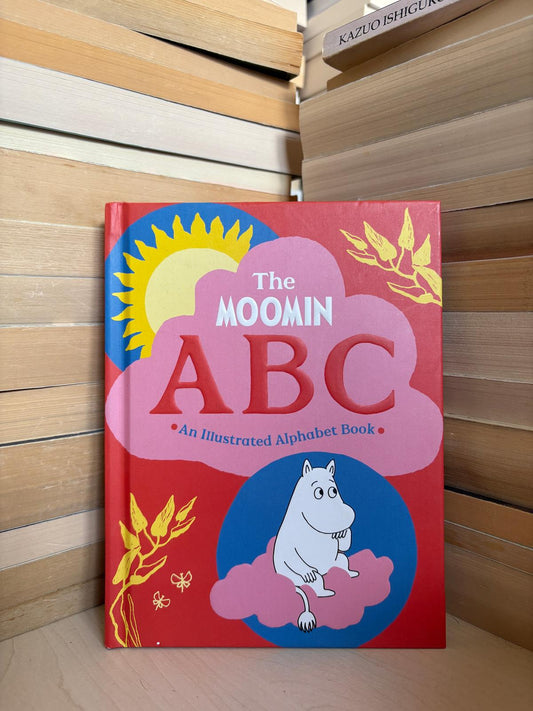 KAZUO ISHIGURO
The
MOOMIN
ABC
•An Illustrated Alphabet Book•